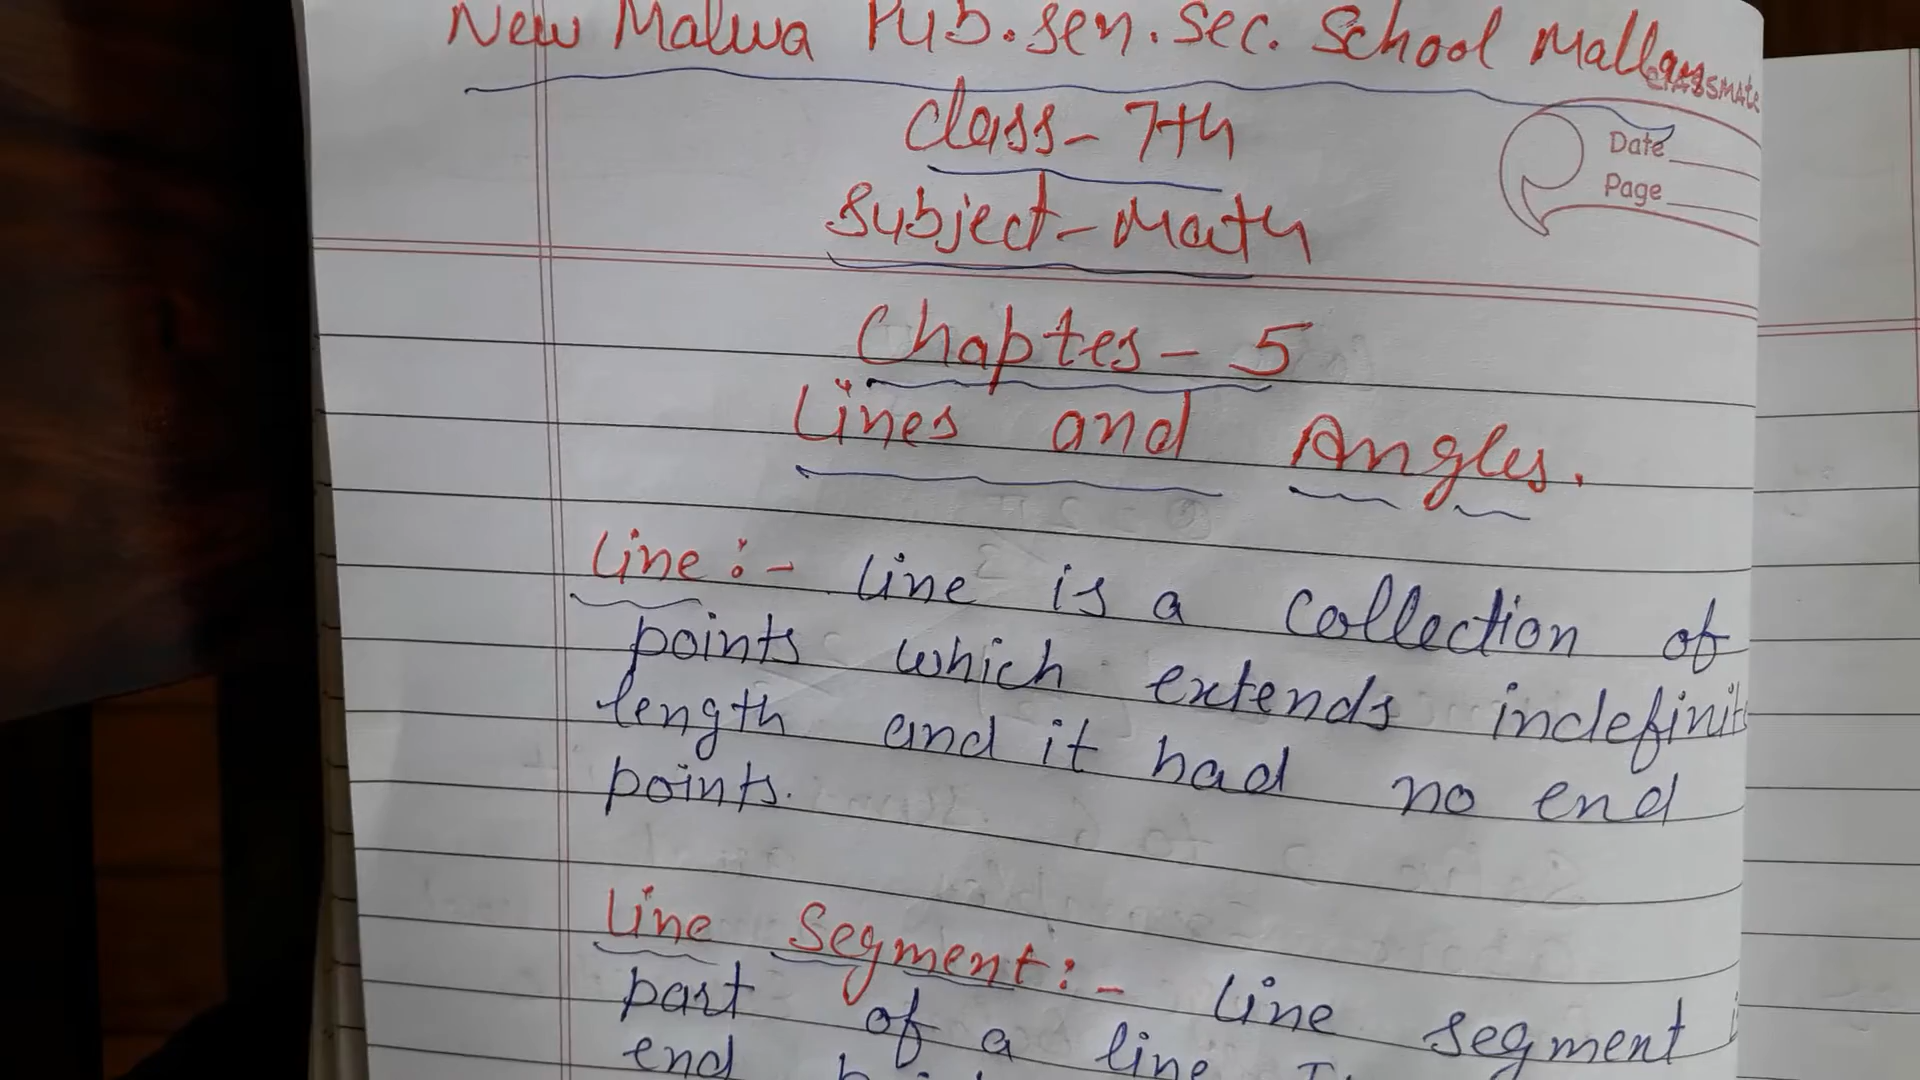 New Malwa Pub. Sen. Sec. School Mallan
classmate
Class - 7th
Date
Page
Subject - Math
Chapter - 5
Lines and Angles.
Line :- Line is a collection of
points which extends
length and it had no end
points.
Line Segment :- Line segment
part of a line
end